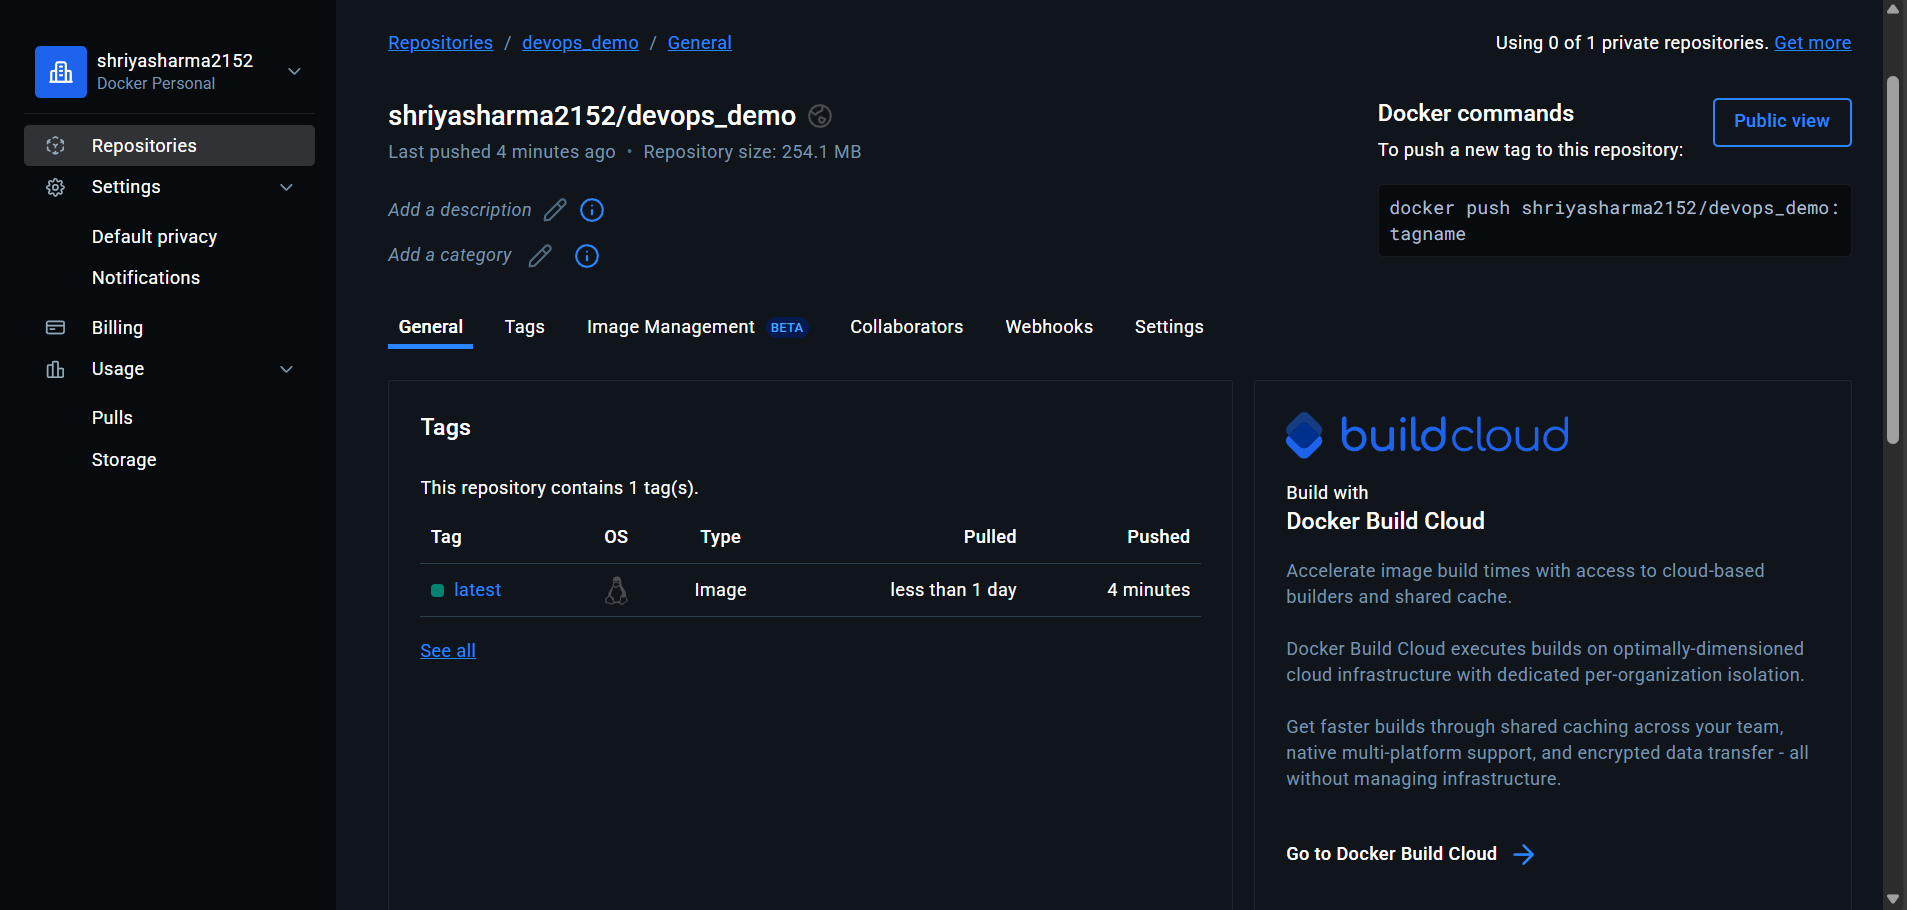 shriyasharma2152
Docker Personal
Repositories
Settings
Default privacy
Notifications
Billing
Usage
Pulls
Storage
Repositories / devops_demo / General
Using 0 of 1 private repositories. Get more
shriyasharma2152/devops_demo
Last pushed 4 minutes ago • Repository size: 254.1 MB
Add a description
Add a category
Docker commands
Public view
To push a new tag to this repository:
docker push shriyasharma2152/devops_demo:
tagname
General Tags Image Management BETA Collaborators Webhooks Settings
Tags
This repository contains 1 tag(s).
Tag OS Type Pulled Pushed
latest Image less than 1 day 4 minutes
See all
buildcloud
Build with
Docker Build Cloud
Accelerate image build times with access to cloud-based
builders and shared cache.
Docker Build Cloud executes builds on optimally-dimensioned
cloud infrastructure with dedicated per-organization isolation.
Get faster builds through shared caching across your team,
native multi-platform support, and encrypted data transfer - all
without managing infrastructure.
Go to Docker Build Cloud